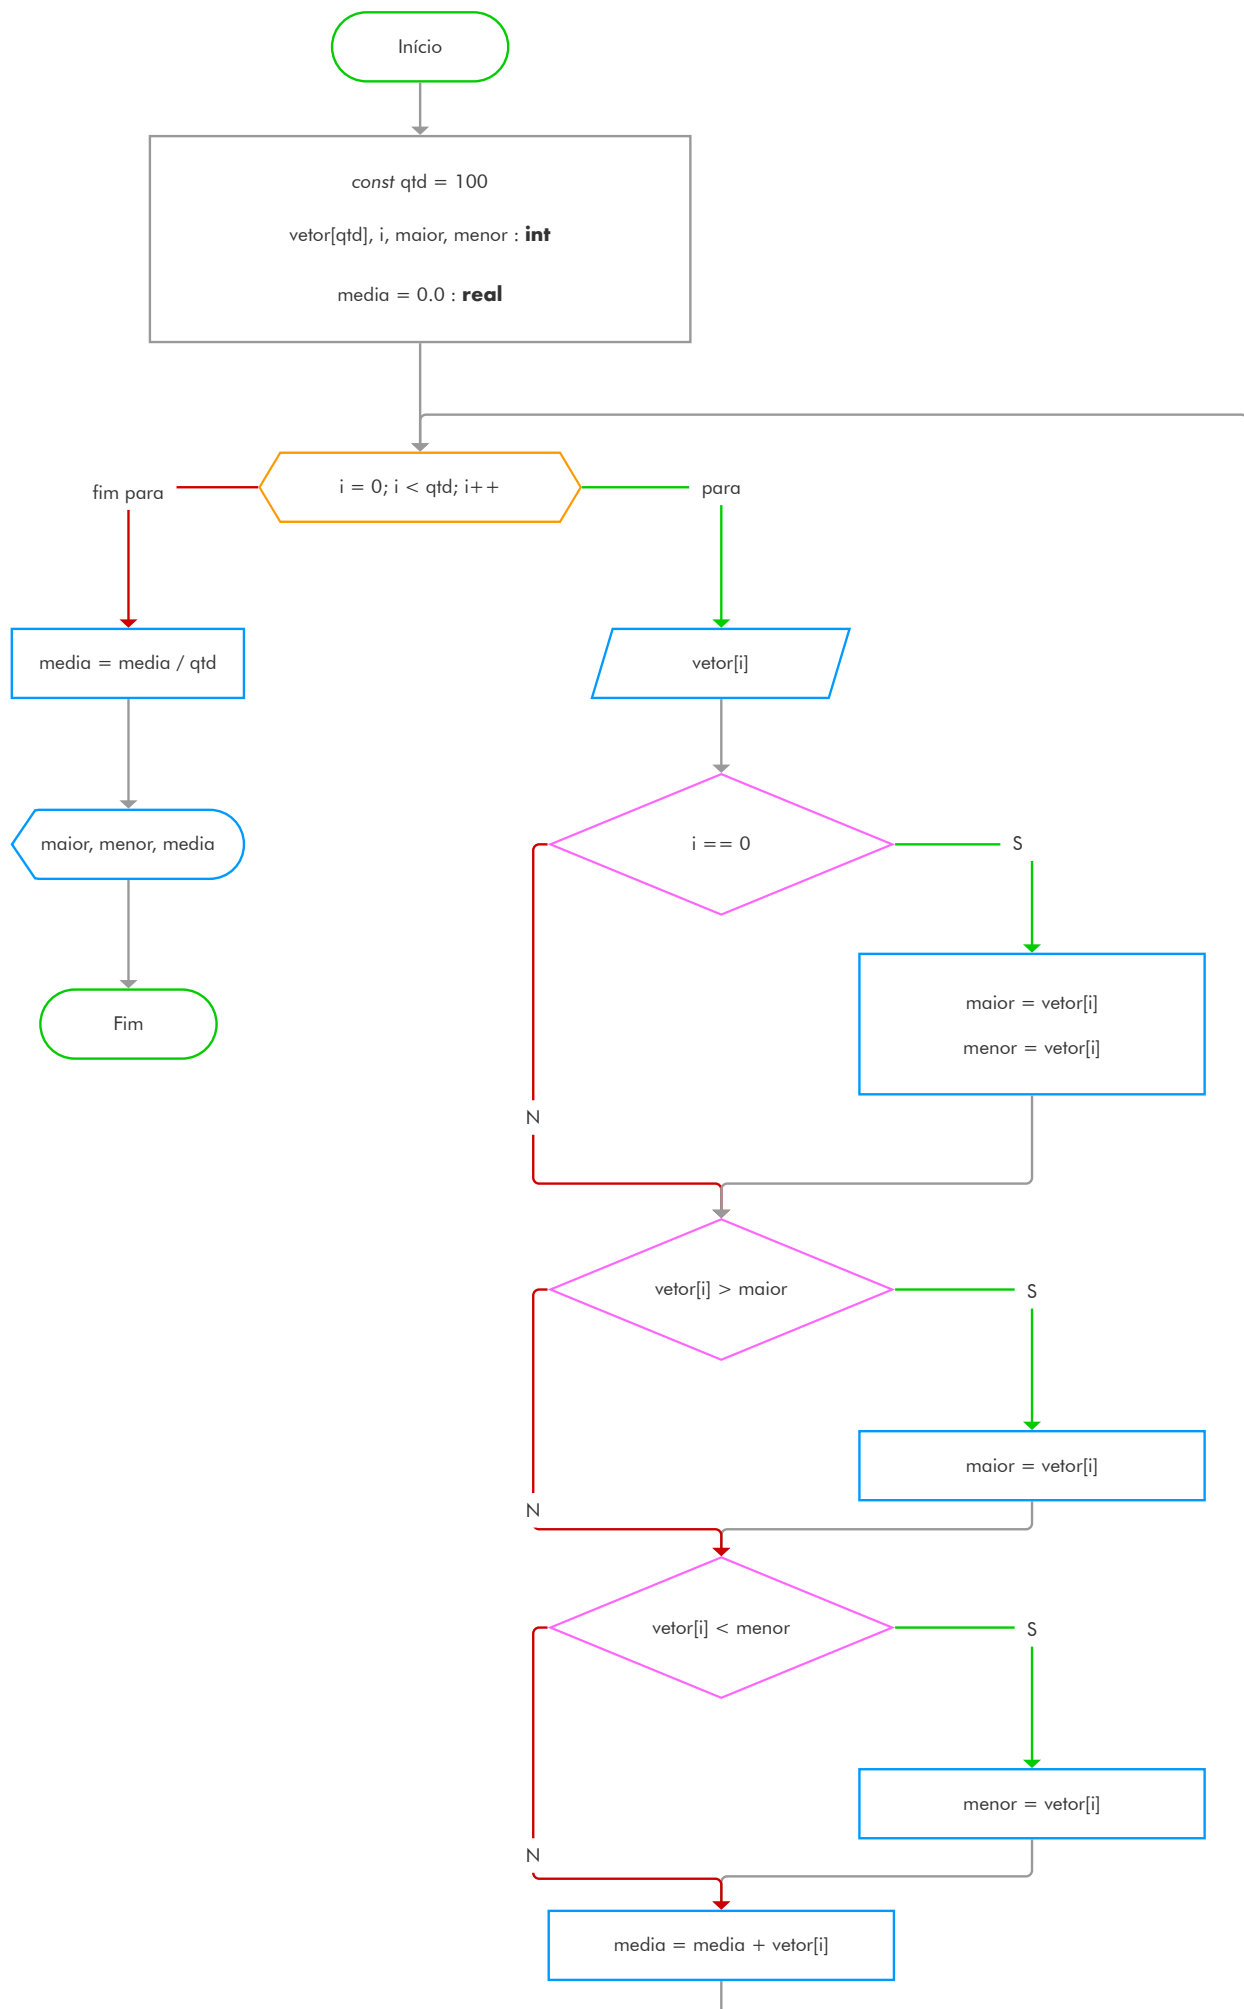 Início
const qtd = 100
vetor[qtd], i, maior, menor : int
media = 0.0 : real
i = 0; i < qtd; i++
fim para
para
media = media / qtd
vetor[i]
maior, menor, media
i == 0
S
Fim
maior = vetor[i]
menor = vetor[i]
N
vetor[i] > maior
S
maior = vetor[i]
N
vetor[i] < menor
S
menor = vetor[i]
N
media = media + vetor[i]